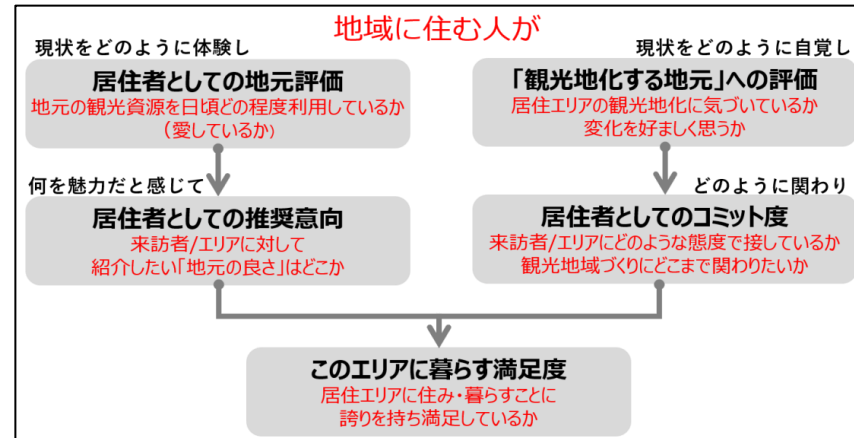 地域に住む人が
現状をどのように体験し
居住者としての地元評価
地元の観光資源を日頃どの程度利用しているか
（愛しているか）
何を魅力だと感じて
居住者としての推奨意向
来訪者/エリアに対して
紹介したい「地元の良さ」はどこか
現状をどのように自覚し
「観光地化する地元」への評価
居住エリアの観光地化に気づいているか
変化を好ましく思うか
どのように関わり
居住者としてのコミット度
来訪者/エリアにどのような態度で接しているか
観光地域づくりにどこまで関わりたいか
このエリアに暮らす満足度
居住エリアに住み・暮らすことに
誇りを持ち満足しているか